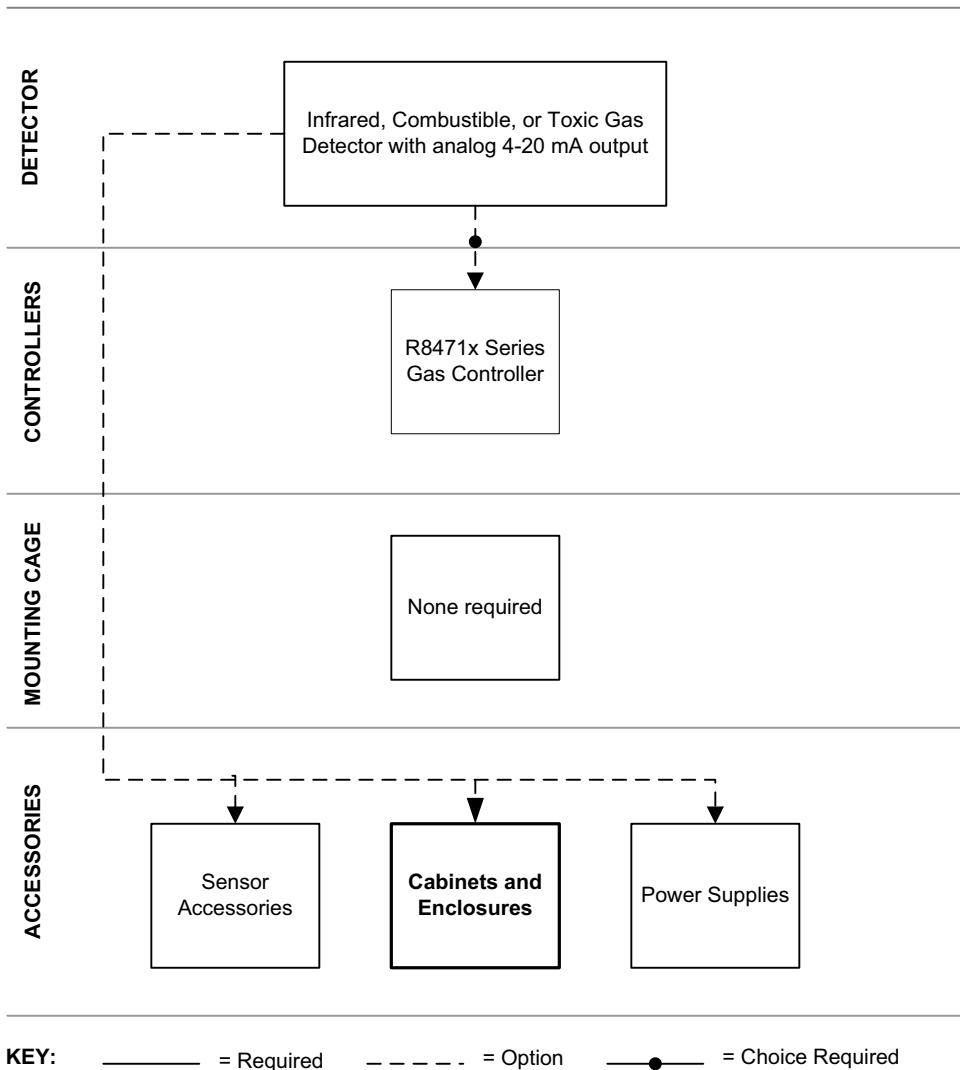 DETECTOR
Infrared, Combustible, or Toxic Gas
Detector with analog 4-20 mA output
CONTROLLERS
R8471x Series
Gas Controller
MOUNTING CAGE
None required
ACCESSORIES
Sensor
Accessories
Cabinets and
Enclosures
Power Supplies
KEY: = Required = Option = Choice Required